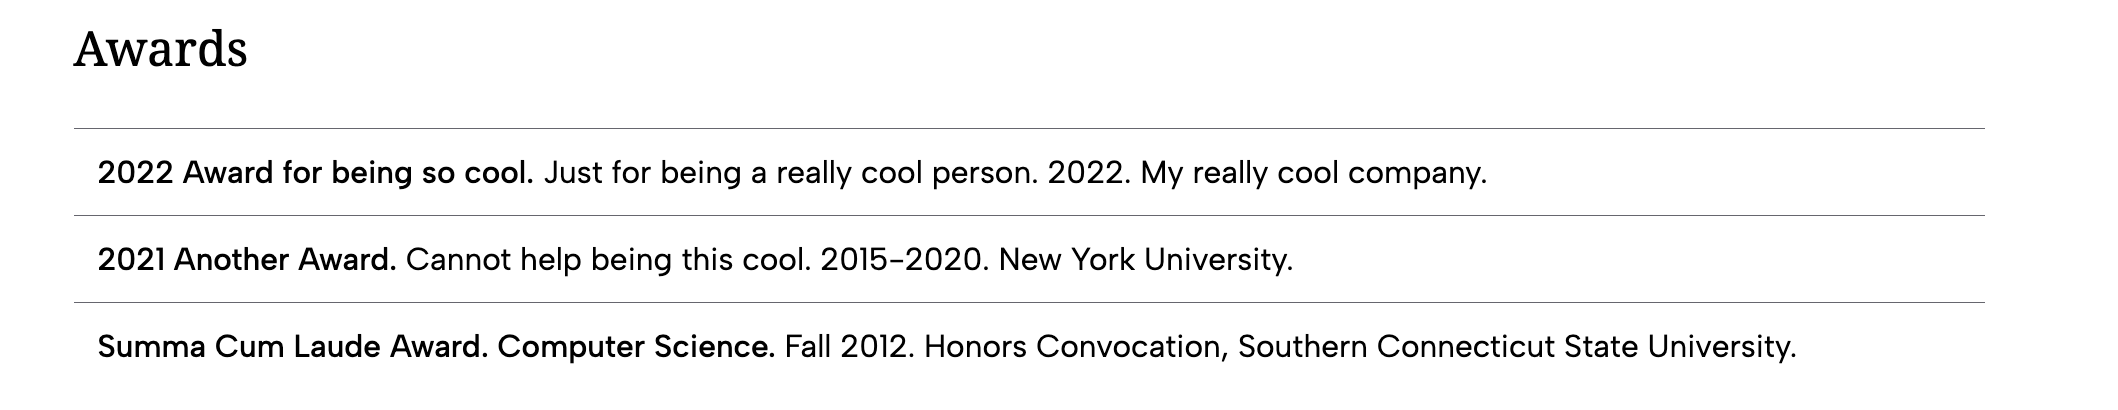 Awards
2022 Award for being so cool. Just for being a really cool person. 2022. My really cool company.
2021 Another Award. Cannot help being this cool. 2015-2020. New York University.
Summa Cum Laude Award. Computer Science. Fall 2012. Honors Convocation, Southern Connecticut State University.